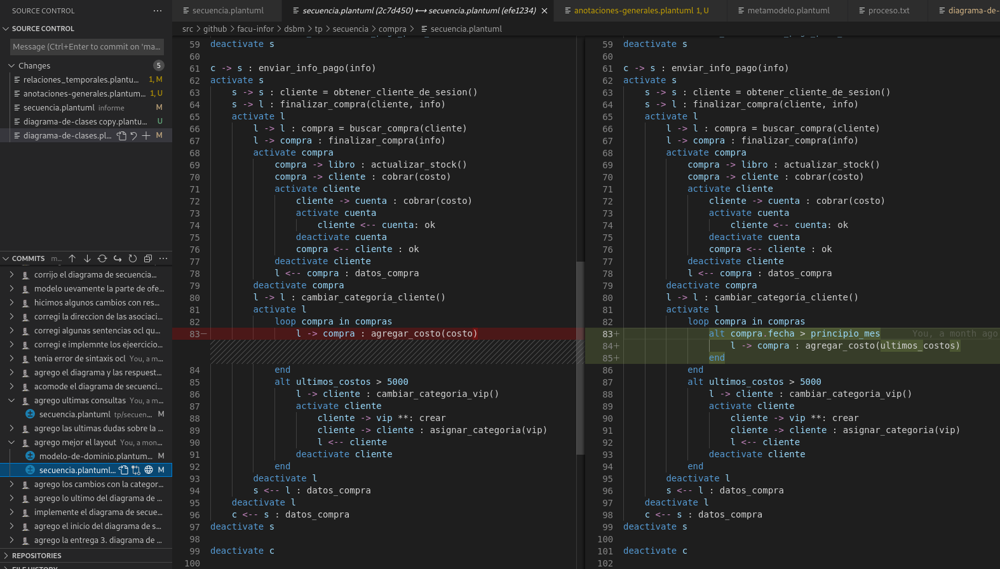 SOURCE CONTROL
SOURCE CONTROL
Message (Ctrl+Enter to commit on 'ma...
Changes 5
relaciones_temporales.plantu... 1, M
anotaciones-generales.plantum... 1, U
secuencia.plantuml informe M
diagrama-de-clases copy.plantu... U
diagrama-de-clases.pl... M
COMMITS m...
corrijo el diagrama de secuencia...
modelo uevamente la parte de ofe...
hicimos algunos cambios con res...
corregi la direccion de las asociaci...
corregi algunas sentencias ocl qu...
corregi e implemnte los ejeercicio...
tenia error de sintaxis ocl You, a m...
agrego el diagrama y las respuest...
acomode el diagrama de secuenci...
agrego ultimas consultas You, a m...
secuencia.plantuml tp/secuen... M
agrego las ultimas dudas sobre la ...
agrego mejor el layout You, a mon...
modelo-de-dominio.plantum... M
secuencia.plantuml... M
agrego los cambios con la categor...
agrego lo ultimo del diagrama de ...
implemente el diagrama de secue...
agrego el inicio del diagrama de s...
agrego la entrega 3. diagrama de ...
REPOSITORIES
FILE HISTORY
secuencia.plantuml
secuencia.plantuml (2c7d450) ⟷ secuencia.plantuml (efe1234)
anotaciones-generales.plantuml 1, U
metamodelo.plantuml
proceso.txt
diagrama-de-
src > github > facu-infor > dsbm > tp > secuencia > compra > secuencia.plantuml
59 deactivate s
60
61 c -> s : enviar_info_pago(info)
62 activate s
63 s -> s : cliente = obtener_cliente_de_sesion()
64 s -> l : finalizar_compra(cliente, info)
65 activate l
66 l -> l : compra = buscar_compra(cliente)
67 l -> compra : finalizar_compra(info)
68 activate compra
69 compra -> libro : actualizar_stock()
70 compra -> cliente : cobrar(costo)
71 activate cliente
72 cliente -> cuenta : cobrar(costo)
73 activate cuenta
74 cliente <-- cuenta: ok
75 deactivate cuenta
76 compra <-- cliente : ok
77 deactivate cliente
78 l <-- compra : datos_compra
79 deactivate compra
80 l -> l : cambiar_categoría_cliente()
81 activate l
82 loop compra in compras
83− l -> compra : agregar_costo(costo)
84 end
85 alt ultimos_costos > 5000
86 l -> cliente : cambiar_categoria_vip()
87 activate cliente
88 cliente -> vip **: crear
89 cliente -> cliente : asignar_categoria(vip)
90 l <-- cliente
91 deactivate cliente
92 end
93 deactivate l
94 s <-- l : datos_compra
95 deactivate l
96 c <-- s : datos_compra
97 deactivate s
98
99 deactivate c
100
59 deactivate s
60
61 c -> s : enviar_info_pago(info)
62 activate s
63 s -> s : cliente = obtener_cliente_de_sesion()
64 s -> l : finalizar_compra(cliente, info)
65 activate l
66 l -> l : compra = buscar_compra(cliente)
67 l -> compra : finalizar_compra(info)
68 activate compra
69 compra -> libro : actualizar_stock()
70 compra -> cliente : cobrar(costo)
71 activate cliente
72 cliente -> cuenta : cobrar(costo)
73 activate cuenta
74 cliente <-- cuenta: ok
75 deactivate cuenta
76 compra <-- cliente : ok
77 deactivate cliente
78 l <-- compra : datos_compra
79 deactivate compra
80 l -> l : cambiar_categoría_cliente()
81 activate l
82 loop compra in compras
83+ alt compra.fecha > principio_mes You, a month ago
84+ l -> compra : agregar_costo(ultimos_costos)
85+ end
86 end
87 alt ultimos_costos > 5000
88 l -> cliente : cambiar_categoria_vip()
89 activate cliente
90 cliente -> vip **: crear
91 cliente -> cliente : asignar_categoria(vip)
92 l <-- cliente
93 deactivate cliente
94 end
95 deactivate l
96 s <-- l : datos_compra
97 deactivate l
98 c <-- s : datos_compra
99 deactivate s
100
101 deactivate c
102